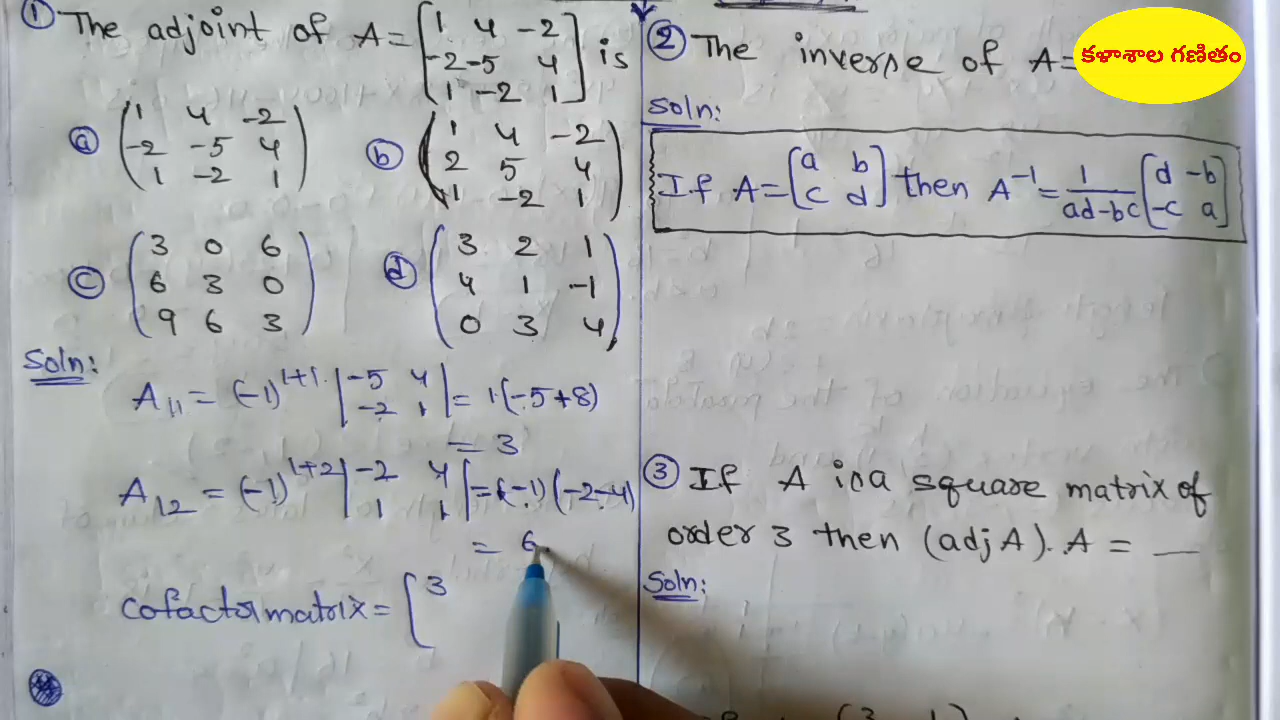 ① The adjoint of A = [1 4 -2
-2 -5 4
1 -2 1] is
ⓐ (1 4 -2
-2 -5 4
1 -2 1)
ⓑ (1 4 -2
2 5 4
1 -2 1)
ⓒ (3 0 6
6 3 0
9 6 3)
ⓓ (3 2 1
4 1 -1
0 3 4)
Soln:
A11 = (-1)^1+1 |-5 4
-2 1| = 1(-5+8)
= 3
A12 = (-1)^1+2 |-2 4
1 1| = (-1)(-2-4)
= 6
cofactor matrix = [3
② The inverse of A=
కళాశాల గణితం
Soln:
If A = [a b
c d] then A^-1 = 1/ad-bc [d -b
-c a]
③ If A is a square matrix of
order 3 then (adj A). A = __
Soln: